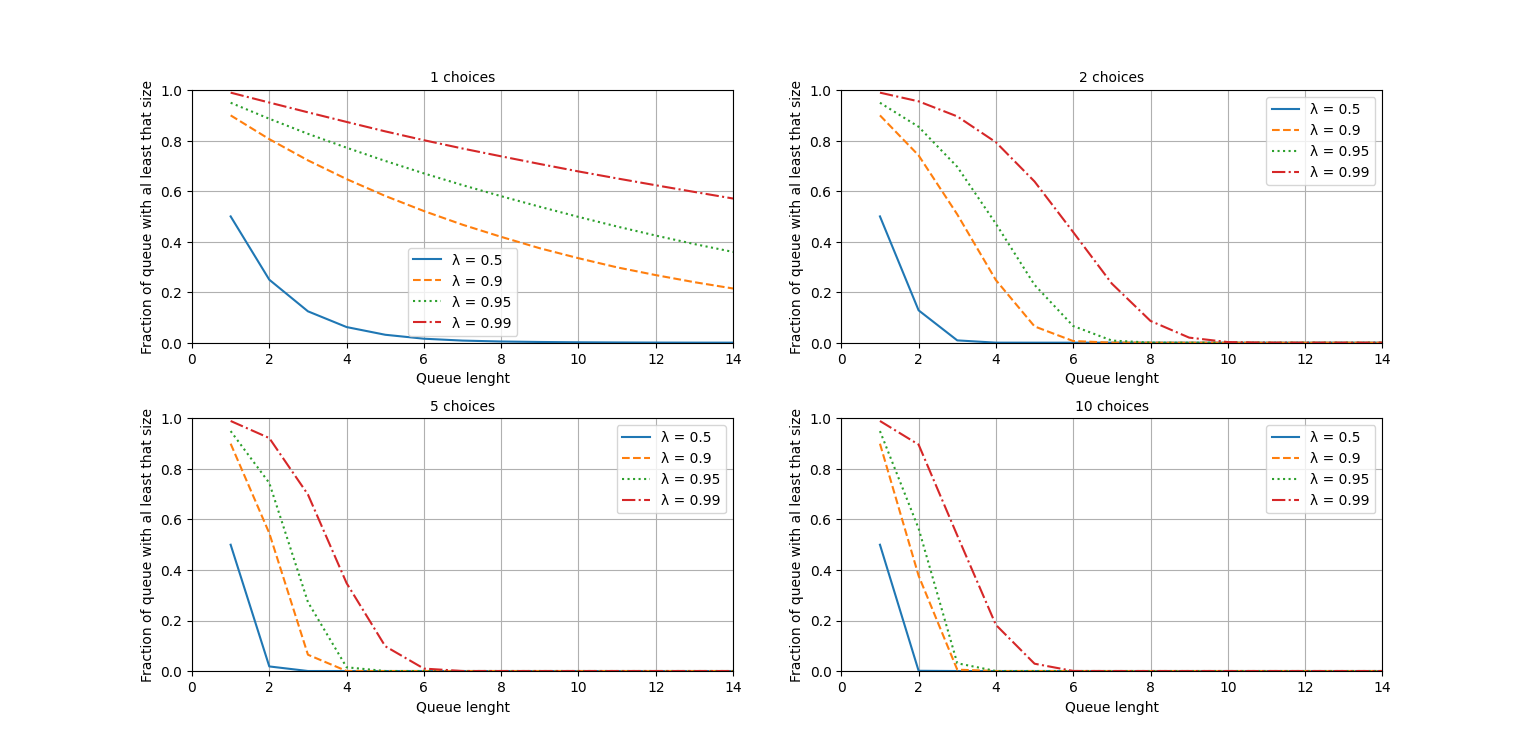 1 choices
Fraction of queue with al least that size
1.0
0.8
0.6
0.4
0.2
0.0
λ = 0.5
λ = 0.9
λ = 0.95
λ = 0.99
0 2 4 6 8 10 12 14
Queue lenght
2 choices
Fraction of queue with al least that size
1.0
0.8
0.6
0.4
0.2
0.0
λ = 0.5
λ = 0.9
λ = 0.95
λ = 0.99
0 2 4 6 8 10 12 14
Queue lenght
5 choices
Fraction of queue with al least that size
1.0
0.8
0.6
0.4
0.2
0.0
λ = 0.5
λ = 0.9
λ = 0.95
λ = 0.99
0 2 4 6 8 10 12 14
Queue lenght
10 choices
Fraction of queue with al least that size
1.0
0.8
0.6
0.4
0.2
0.0
λ = 0.5
λ = 0.9
λ = 0.95
λ = 0.99
0 2 4 6 8 10 12 14
Queue lenght